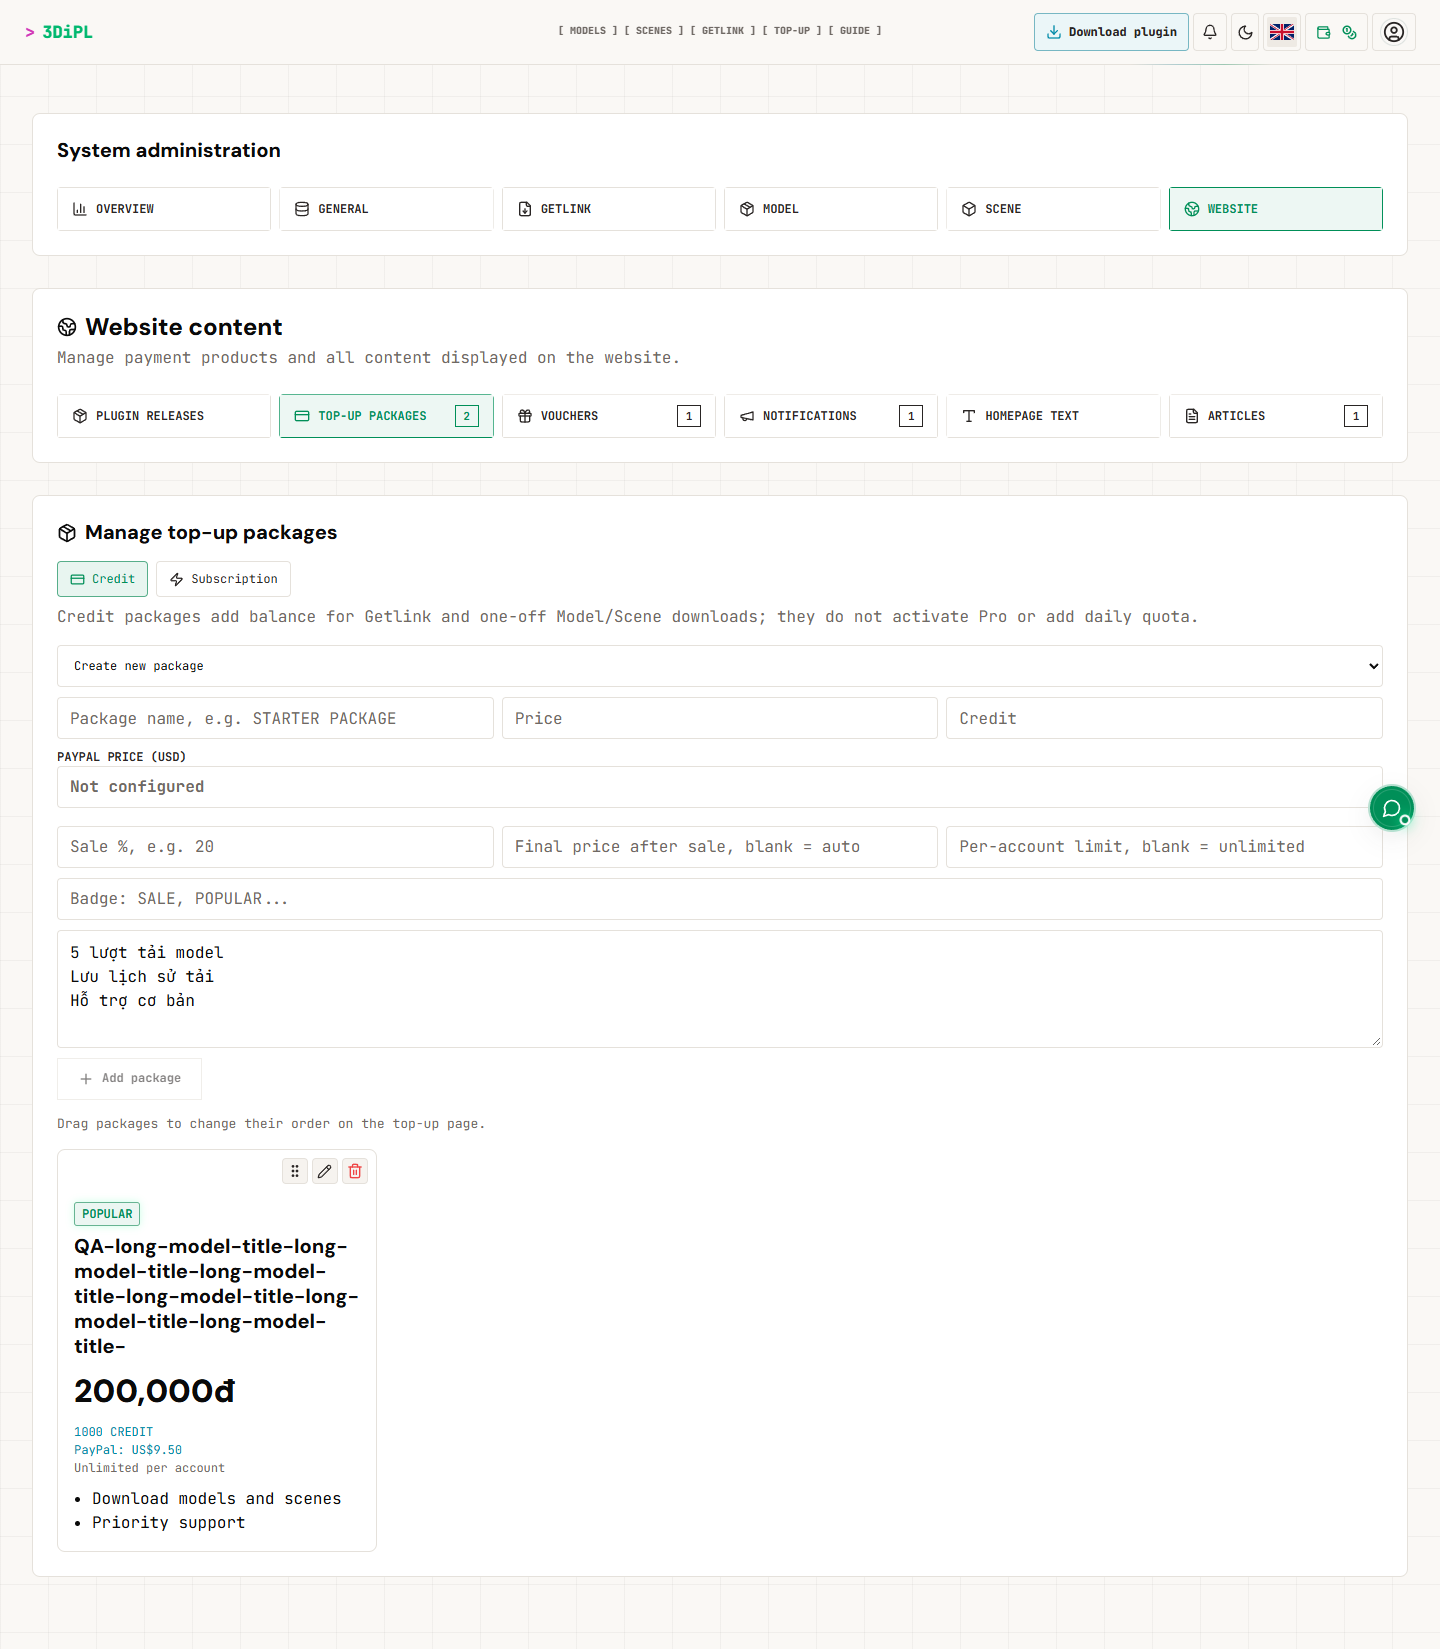 > 3DiPL
[ MODELS ] [ SCENES ] [ GETLINK ] [ TOP-UP ] [ GUIDE ]
Download plugin
System administration
OVERVIEW
GENERAL
GETLINK
MODEL
SCENE
WEBSITE
Website content
Manage payment products and all content displayed on the website.
PLUGIN RELEASES
TOP-UP PACKAGES 2
VOUCHERS 1
NOTIFICATIONS 1
HOMEPAGE TEXT
ARTICLES 1
Manage top-up packages
Credit
Subscription
Credit packages add balance for Getlink and one-off Model/Scene downloads; they do not activate Pro or add daily quota.
Create new package
Package name, e.g. STARTER PACKAGE
Price
Credit
PAYPAL PRICE (USD)
Not configured
Sale %, e.g. 20
Final price after sale, blank = auto
Per-account limit, blank = unlimited
Badge: SALE, POPULAR...
5 lượt tải model
Lưu lịch sử tải
Hỗ trợ cơ bản
Add package
Drag packages to change their order on the top-up page.
POPULAR
QA-long-model-title-long-
model-title-long-model-
title-long-model-title-long-
model-title-long-model-
title-
200,000đ
1000 CREDIT
PayPal: US$9.50
Unlimited per account
• Download models and scenes
• Priority support